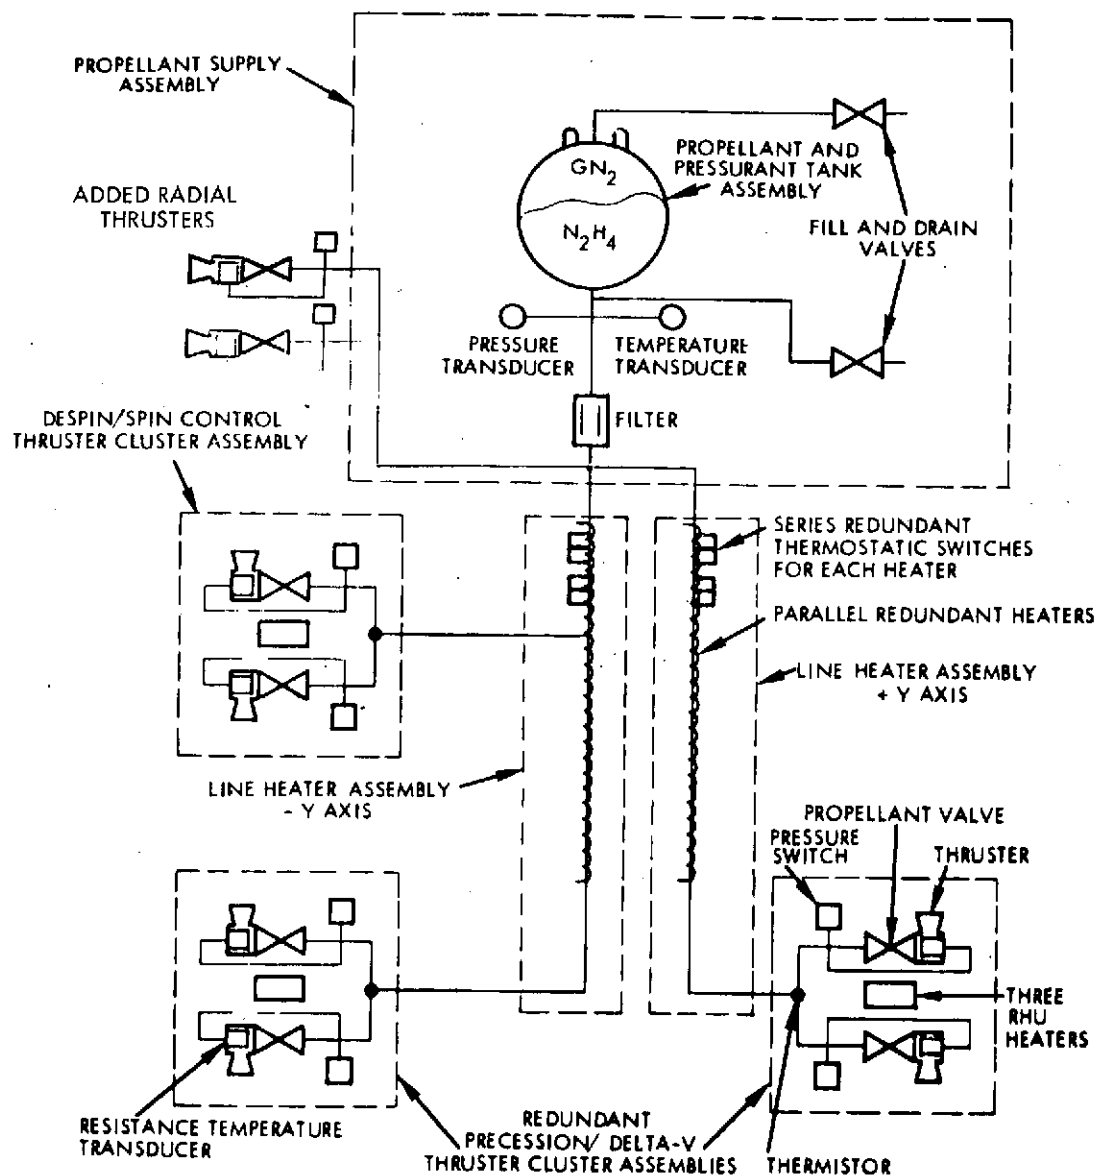 PROPELLANT SUPPLY
ASSEMBLY
GN2
N2H4
PROPELLANT AND
PRESSURANT TANK
ASSEMBLY
FILL AND DRAIN
VALVES
ADDED RADIAL
THRUSTERS
PRESSURE
TRANSDUCER
TEMPERATURE
TRANSDUCER
FILTER
DESPIN/SPIN CONTROL
THRUSTER CLUSTER ASSEMBLY
SERIES REDUNDANT
THERMOSTATIC SWITCHES
FOR EACH HEATER
PARALLEL REDUNDANT HEATERS
LINE HEATER ASSEMBLY
+ Y AXIS
LINE HEATER ASSEMBLY
- Y AXIS
PROPELLANT VALVE
PRESSURE
SWITCH
THRUSTER
THREE
RHU
HEATERS
RESISTANCE TEMPERATURE
TRANSDUCER
REDUNDANT
PRECESSION/ DELTA-V
THRUSTER CLUSTER ASSEMBLIES
THERMISTOR